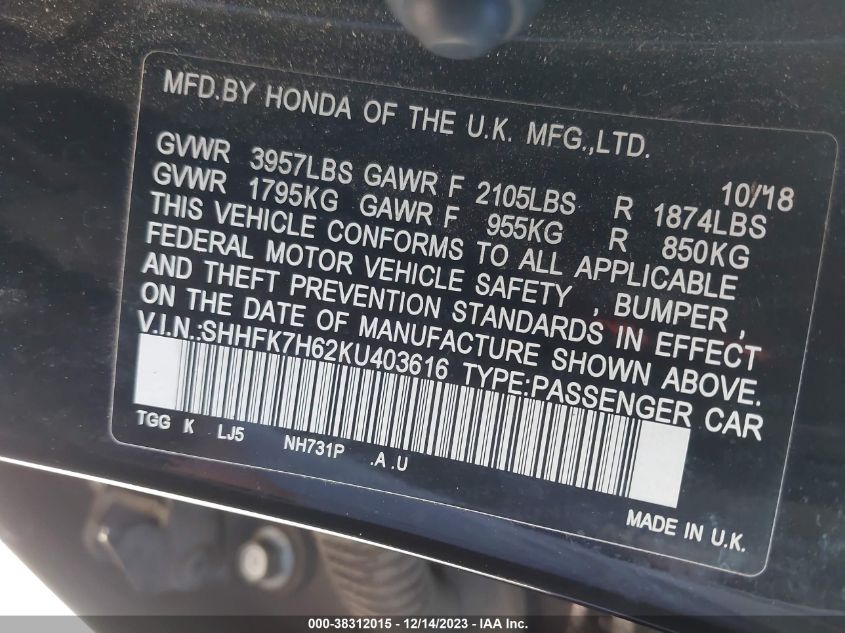 MFD.BY HONDA OF THE U.K. MFG.,LTD.
10/18
GVWR 3957LBS GAWR F 2105LBS R 1874LBS
GVWR 1795KG GAWR F 955KG R 850KG
THIS VEHICLE CONFORMS TO ALL APPLICABLE
FEDERAL MOTOR VEHICLE SAFETY , BUMPER ,
AND THEFT PREVENTION STANDARDS IN EFFECT
ON THE DATE OF MANUFACTURE SHOWN ABOVE.
V.I.N.:SHHFK7H62KU403616 TYPE:PASSENGER CAR
TGG K LJ5 NH731P .A .U
MADE IN U.K.
000-38312015 - 12/14/2023 - IAA Inc.